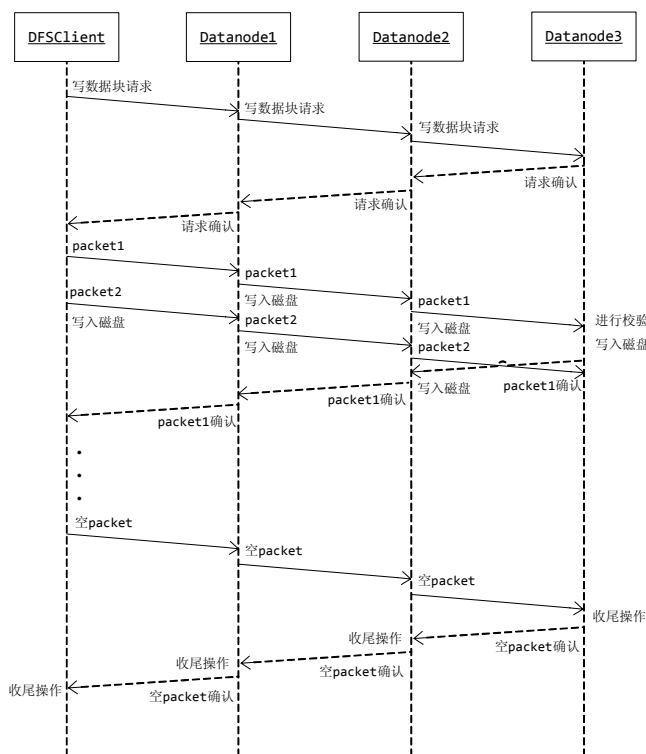 DFSClient
Datanode1
Datanode2
Datanode3
写数据块请求
写数据块请求
写数据块请求
请求确认
请求确认
请求确认
packet1
packet1
packet2
写入磁盘
packet1
写入磁盘
packet2
写入磁盘
进行校验
写入磁盘
packet2
写入磁盘
写入磁盘
packet1确认
packet1确认
packet1确认
空packet
空packet
空packet
收尾操作
空packet确认
收尾操作
空packet确认
收尾操作
空packet确认
收尾操作